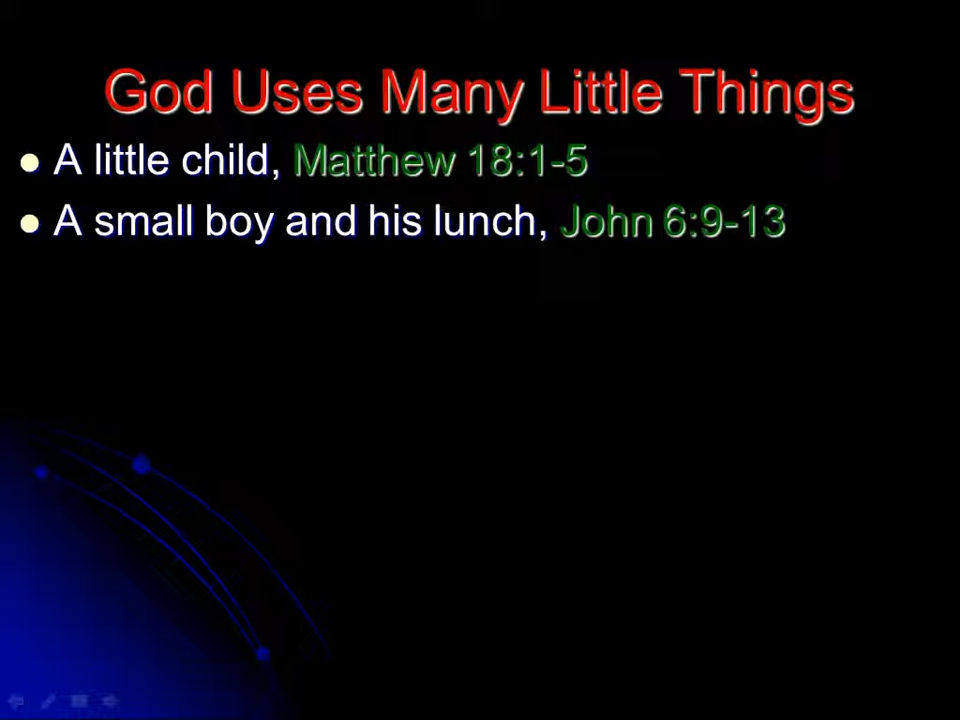 God Uses Many Little Things
A little child, Matthew 18:1-5
A small boy and his lunch, John 6:9-13